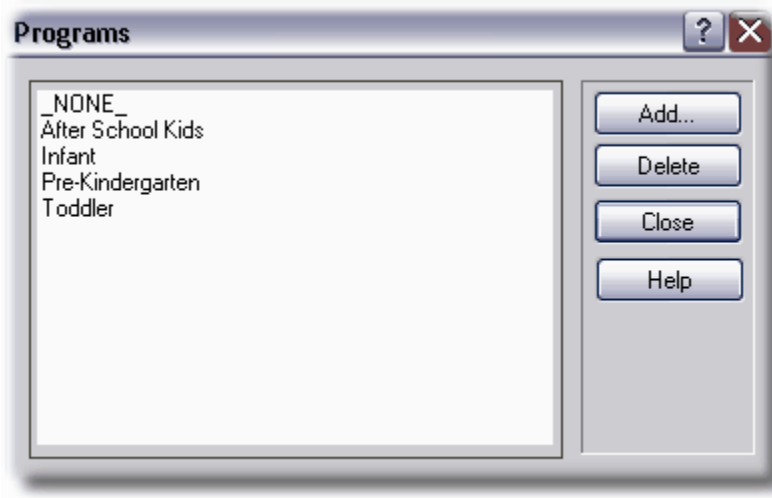 Programs
?
_NONE_
After School Kids
Infant
Pre-Kindergarten
Toddler
Add...
Delete
Close
Help